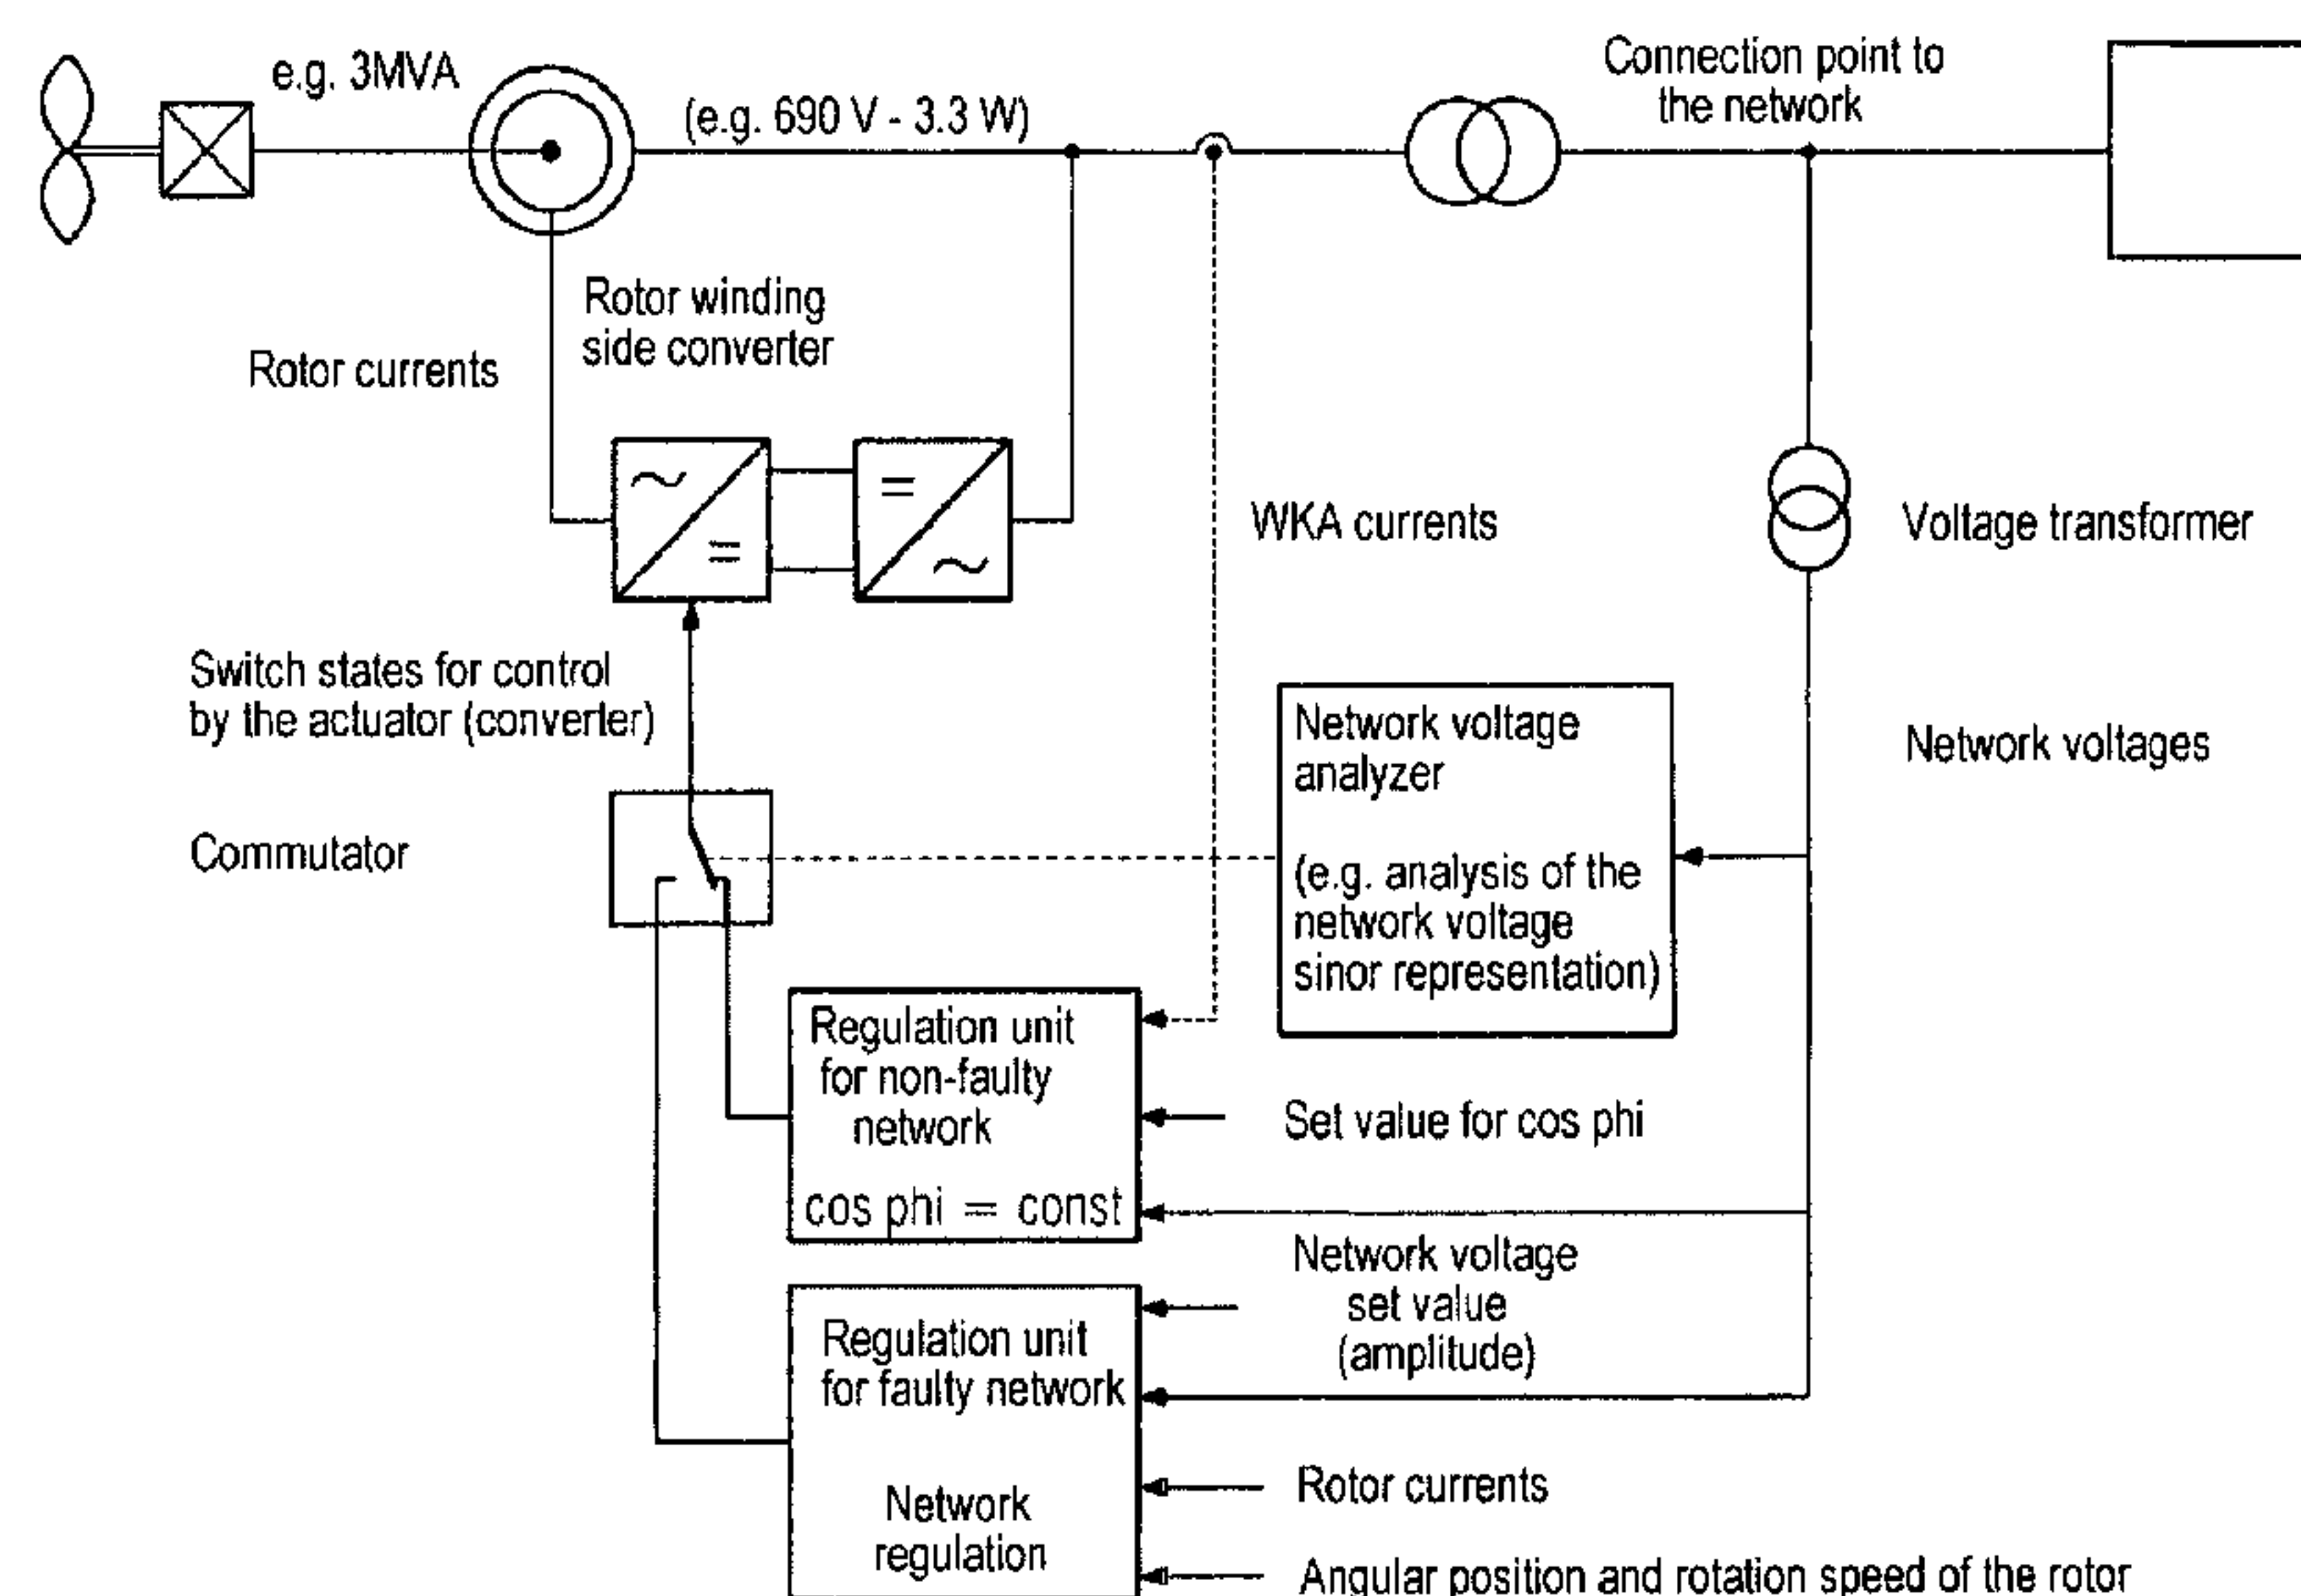 e.g. 3MVA
(e.g. 690 V - 3.3 W)
Connection point to
the network
Rotor winding
side converter
Rotor currents
~
=
=
~
WKA currents
Voltage transformer
Switch states for control
by the actuator (converter)
Network voltage
analyzer
(e.g. analysis of the
network voltage
sinor representation)
Network voltages
Commutator
Regulation unit
for non-faulty
network
cos phi = const
Set value for cos phi
Network voltage
set value
(amplitude)
Regulation unit
for faulty network
Network
regulation
Rotor currents
Angular position and rotation speed of the rotor